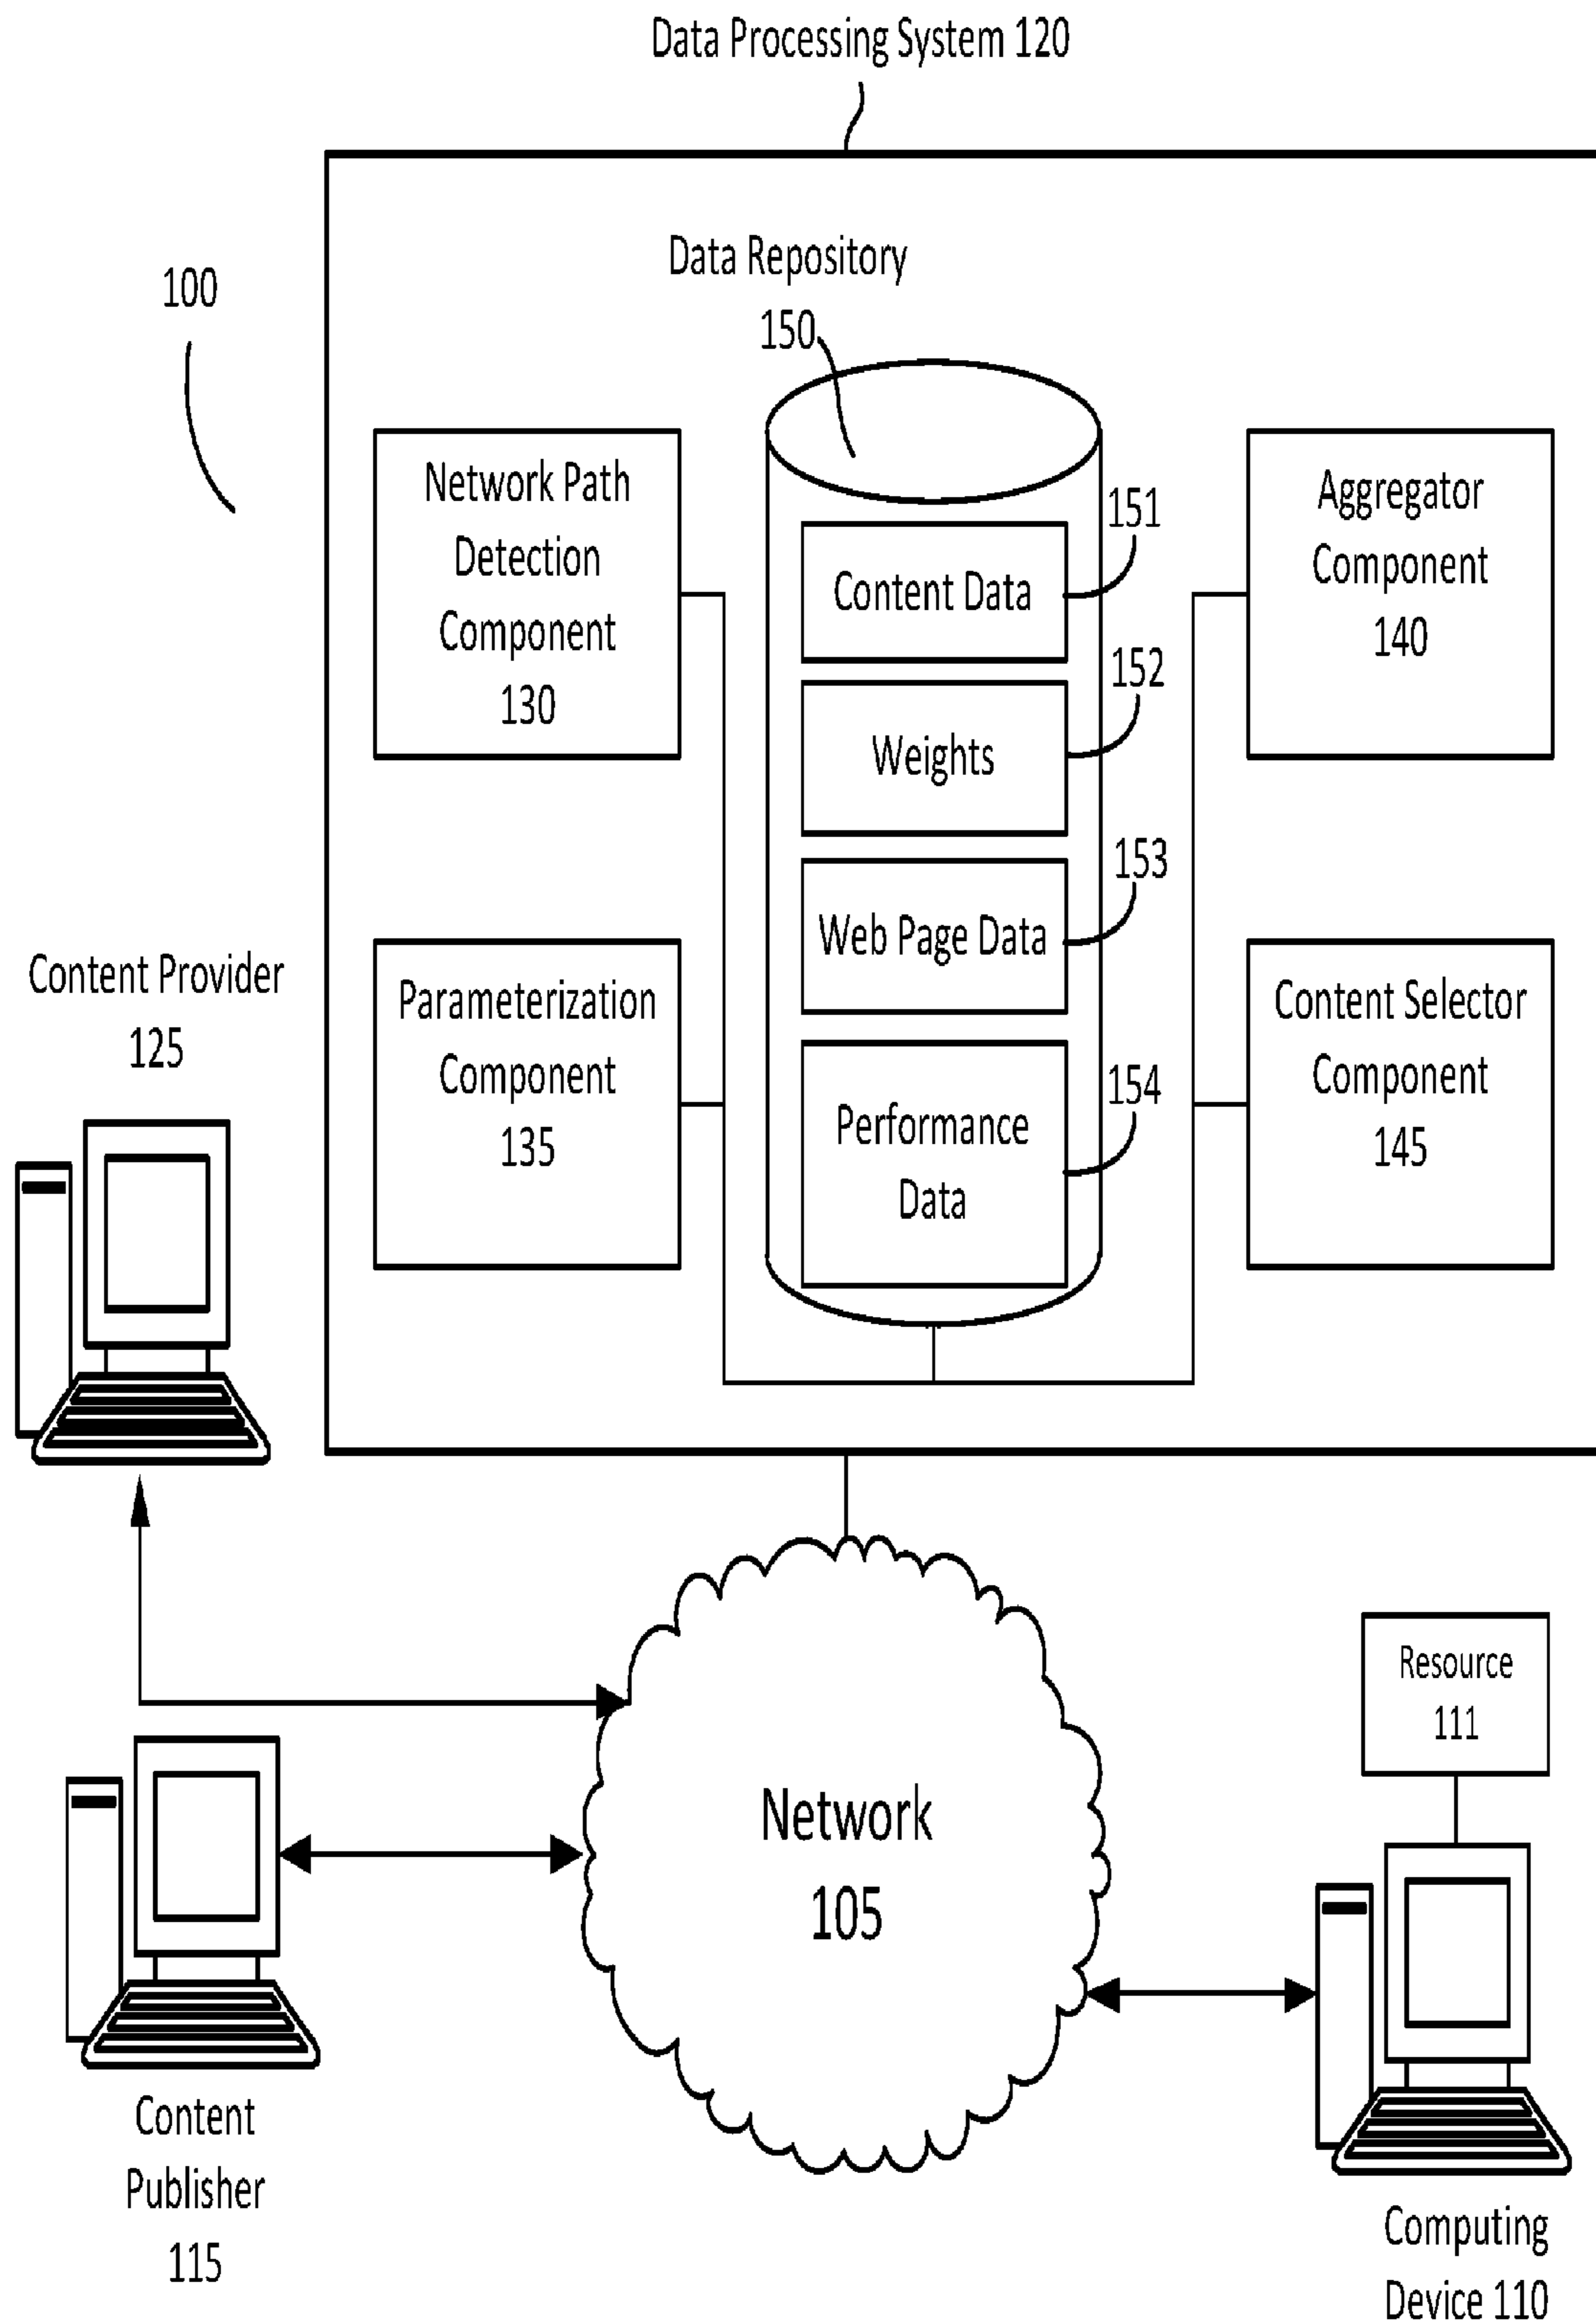 Data Processing System 120
100
Data Repository
150
Network Path
Detection
Component
130
Parameterization
Component
135
Content Data
151
Weights
152
Web Page Data
153
Performance
Data
154
Aggregator
Component
140
Content Selector
Component
145
Content Provider
125
Network
105
Content
Publisher
115
Resource
111
Computing
Device 110